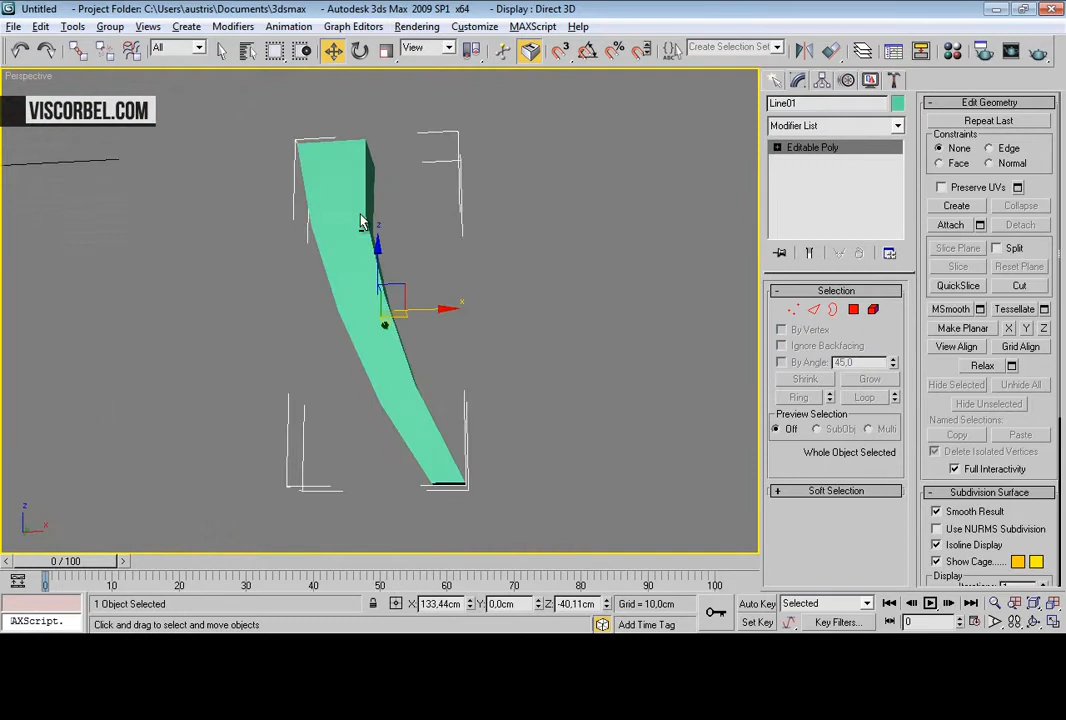 Untitled - Project Folder: C:\Users\austris\Documents\3dsmax - Autodesk 3ds Max 2009 SP1 x64 - Display : Direct 3D
File Edit Tools Group Views Create Modifiers Animation Graph Editors Rendering Customize MAXScript Help
All View Create Selection Set
Perspective
VISCORBEL.COM
Line01
Modifier List
Editable Poly
Selection
By Vertex
Ignore Backfacing
By Angle: 45,0
Shrink Grow
Ring Loop
Preview Selection
Off SubObj Multi
Whole Object Selected
Soft Selection
Edit Geometry
Repeat Last
Constraints
None Edge
Face Normal
Preserve UVs
Create Collapse
Attach Detach
Slice Plane Split
Slice Reset Plane
QuickSlice Cut
MSmooth Tessellate
Make Planar X Y Z
View Align Grid Align
Relax
Hide Selected Unhide All
Hide Unselected
Named Selections:
Copy Paste
Delete Isolated Vertices
Full Interactivity
Subdivision Surface
Smooth Result
Use NURMS Subdivision
Isoline Display
Show Cage......
Display
z
x
z
x
0 / 100
0 10 20 30 40 50 60 70 80 90 100
1 Object Selected X: 133,44cm Y: 0,0cm Z: -40,11cm Grid = 10,0cm Auto Key Selected
AXScript. Click and drag to select and move objects Add Time Tag Set Key Key Filters... 0